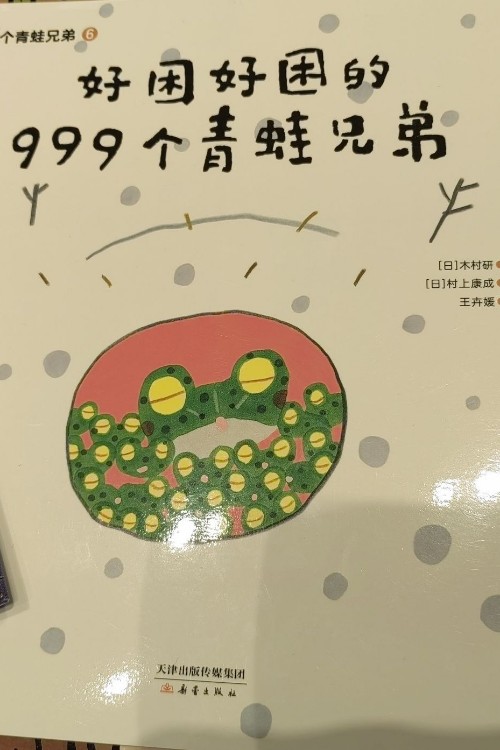 个青蛙兄弟 6
好困好困的
999个青蛙兄弟
[日]木村研
[日]村上康成
王卉媛
天津出版传媒集团
新蕾出版社